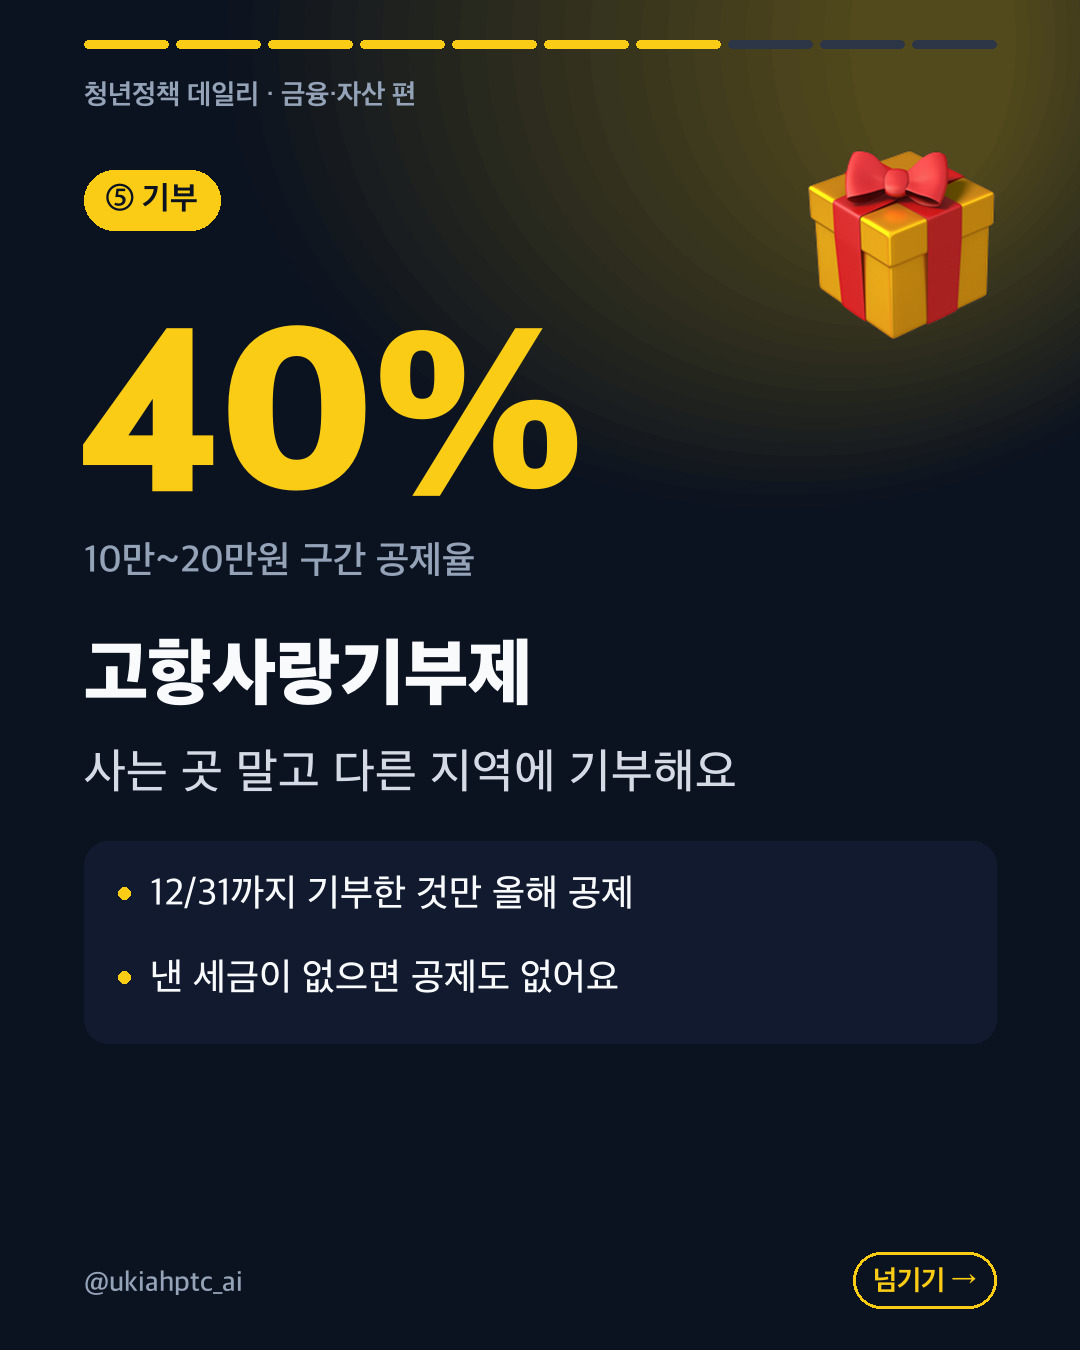 청년정책 데일리 · 금융·자산 편
⑤ 기부
40%
10만~20만원 구간 공제율
고향사랑기부제
사는 곳 말고 다른 지역에 기부해요
• 12/31까지 기부한 것만 올해 공제
• 낸 세금이 없으면 공제도 없어요
@ukiahptc_ai
넘기기 →